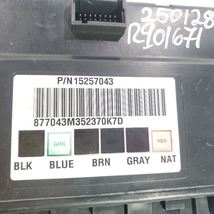 250128
R901671
P/N15257043
877043M352370K7D
GRN RED
BLK BLUE BRN GRAY NAT